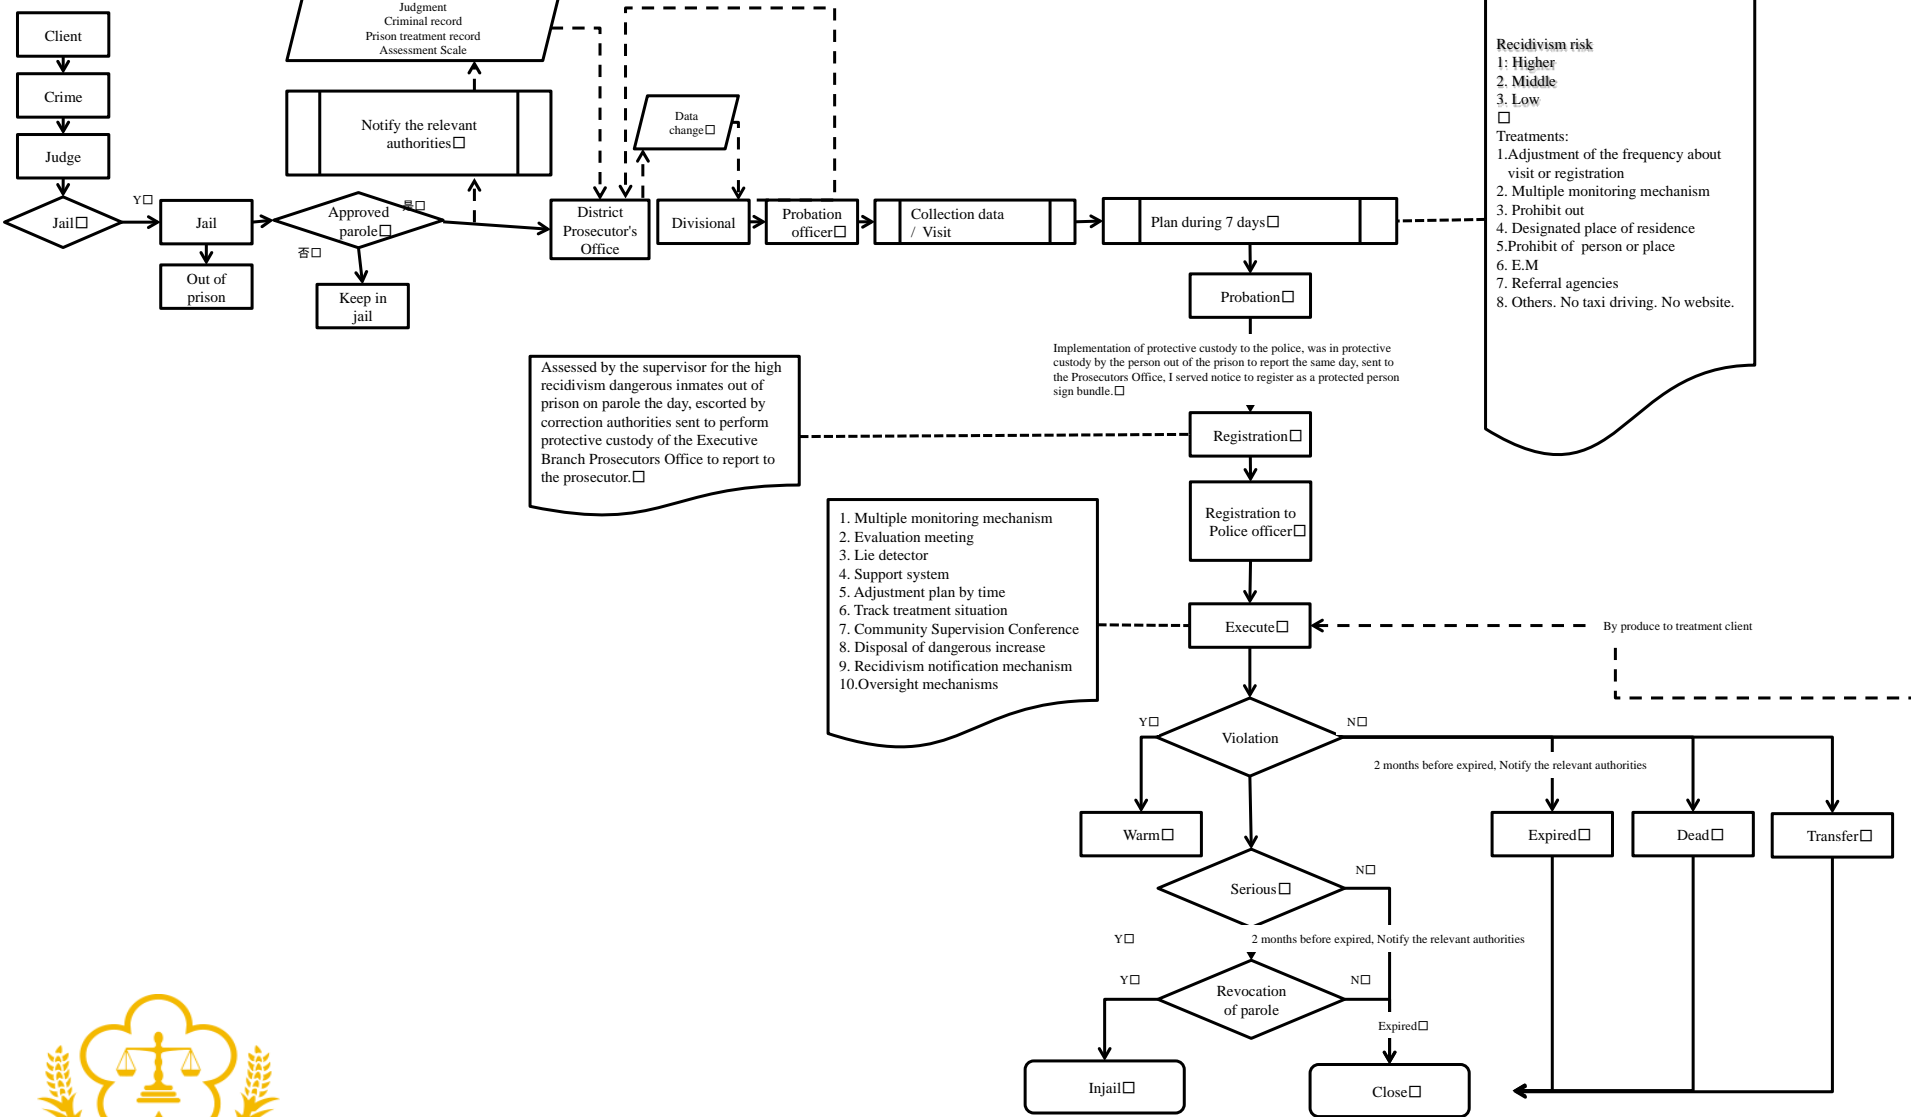 Client
Crime
Judge
Jail□
Y□
Jail
Out of
prison
Judgment
Criminal record
Prison treatment record
Assessment Scale
Notify the relevant
authorities□
Approved
parole□
是□
否□
Keep in
jail
District
Prosecutor's
Office
Data
change□
Divisional
Probation
officer□
Collection data
/ Visit
Plan during 7 days□
Recidivism risk
1: Higher
2. Middle
3. Low
□
Treatments:
1.Adjustment of the frequency about
visit or registration
2. Multiple monitoring mechanism
3. Prohibit out
4. Designated place of residence
5.Prohibit of person or place
6. E.M
7. Referral agencies
8. Others. No taxi driving. No website.
Probation□
Implementation of protective custody to the police, was in protective
custody by the person out of the prison to report the same day, sent to
the Prosecutors Office, I served notice to register as a protected person
sign bundle.□
Assessed by the supervisor for the high
recidivism dangerous inmates out of
prison on parole the day, escorted by
correction authorities sent to perform
protective custody of the Executive
Branch Prosecutors Office to report to
the prosecutor.□
Registration□
Registration to
Police officer□
1. Multiple monitoring mechanism
2. Evaluation meeting
3. Lie detector
4. Support system
5. Adjustment plan by time
6. Track treatment situation
7. Community Supervision Conference
8. Disposal of dangerous increase
9. Recidivism notification mechanism
10.Oversight mechanisms
Execute□
By produce to treatment client
Y□
Violation
N□
2 months before expired, Notify the relevant authorities
Warm□
Expired□
Dead□
Transfer□
Serious□
N□
Y□
2 months before expired, Notify the relevant authorities
Y□
Revocation
of parole
N□
Expired□
Injail□
Close□